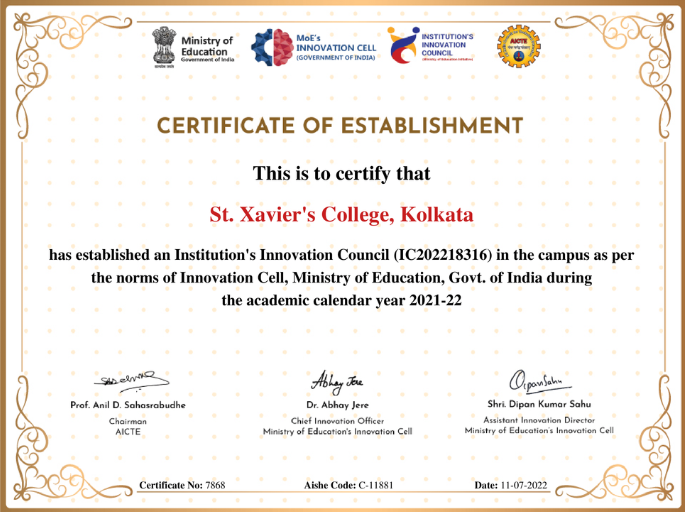 Ministry of
Education
Government of India
MoE's
INNOVATION CELL
(GOVERNMENT OF INDIA)
INSTITUTION'S
INNOVATION
COUNCIL
(Ministry of Education Initiative)
AICTE
CERTIFICATE OF ESTABLISHMENT
This is to certify that
St. Xavier's College, Kolkata
has established an Institution's Innovation Council (IC202218316) in the campus as per
the norms of Innovation Cell, Ministry of Education, Govt. of India during
the academic calendar year 2021-22
Abhay Jere
Dipan Sahu
Prof. Anil D. Sahasrabudhe
Chairman
AICTE
Dr. Abhay Jere
Chief Innovation Officer
Ministry of Education's Innovation Cell
Shri. Dipan Kumar Sahu
Assistant Innovation Director
Ministry of Education's Innovation Cell
Certificate No: 7868
Aishe Code: C-11881
Date: 11-07-2022